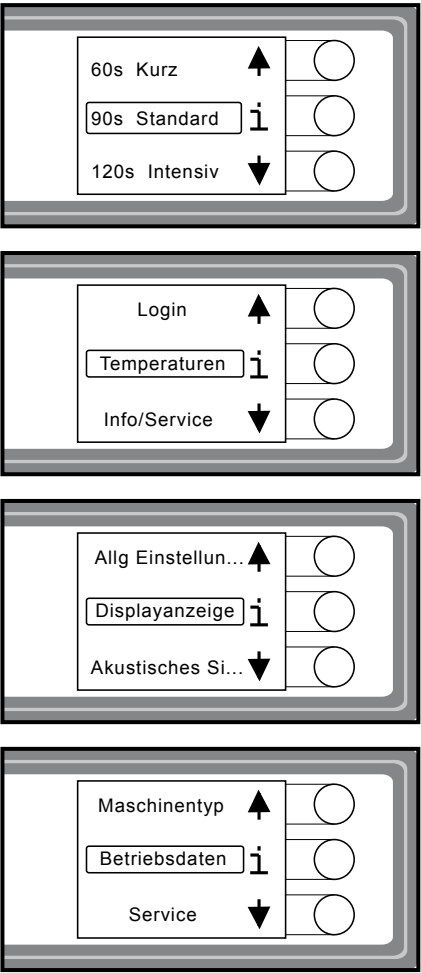 60s Kurz
90s Standard i
120s Intensiv
Login
Temperaturen i
Info/Service
Allg Einstellun...
Displayanzeige i
Akustisches Si...
Maschinentyp
Betriebsdaten i
Service